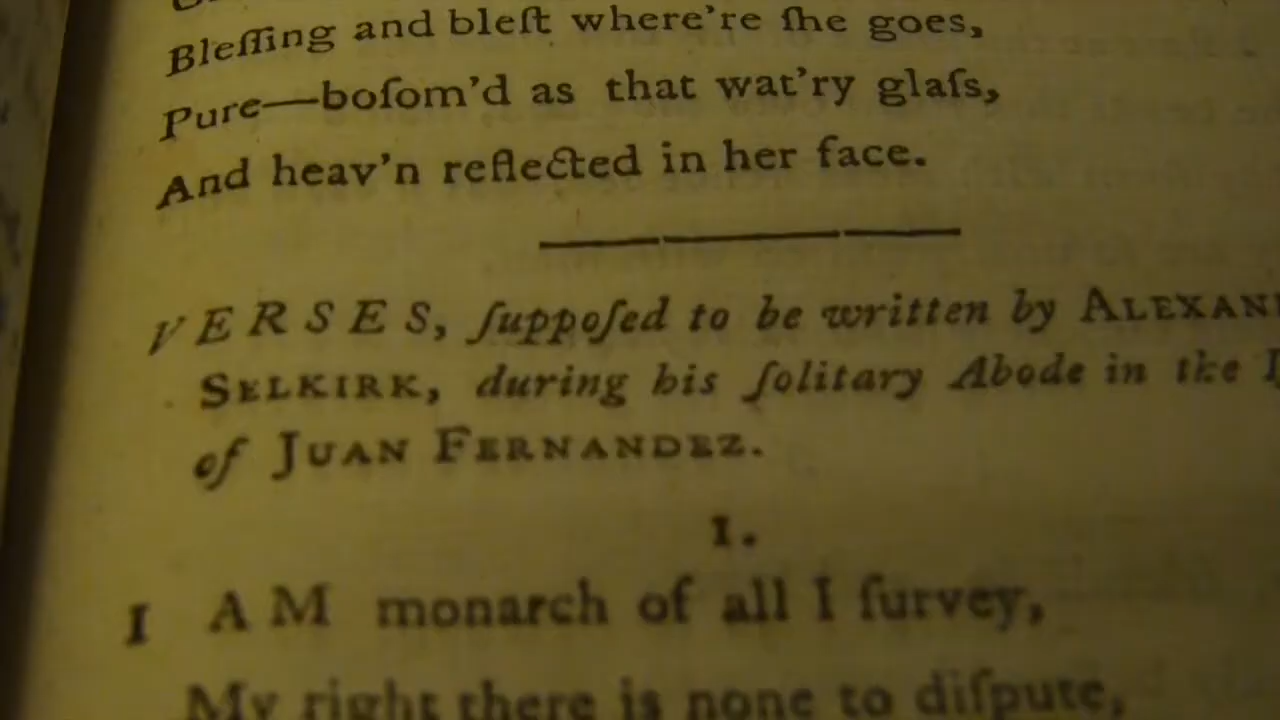 Bleſſing and bleſt where're ſhe goes,
Pure—boſom'd as that wat'ry glaſs,
And heav'n reflected in her face.
VERSES, ſuppoſed to be written by
SELKIRK, during his ſolitary Abode in the
of JUAN FERNANDEZ.
I.
I AM monarch of all I ſurvey,
My right there is none to diſpute,